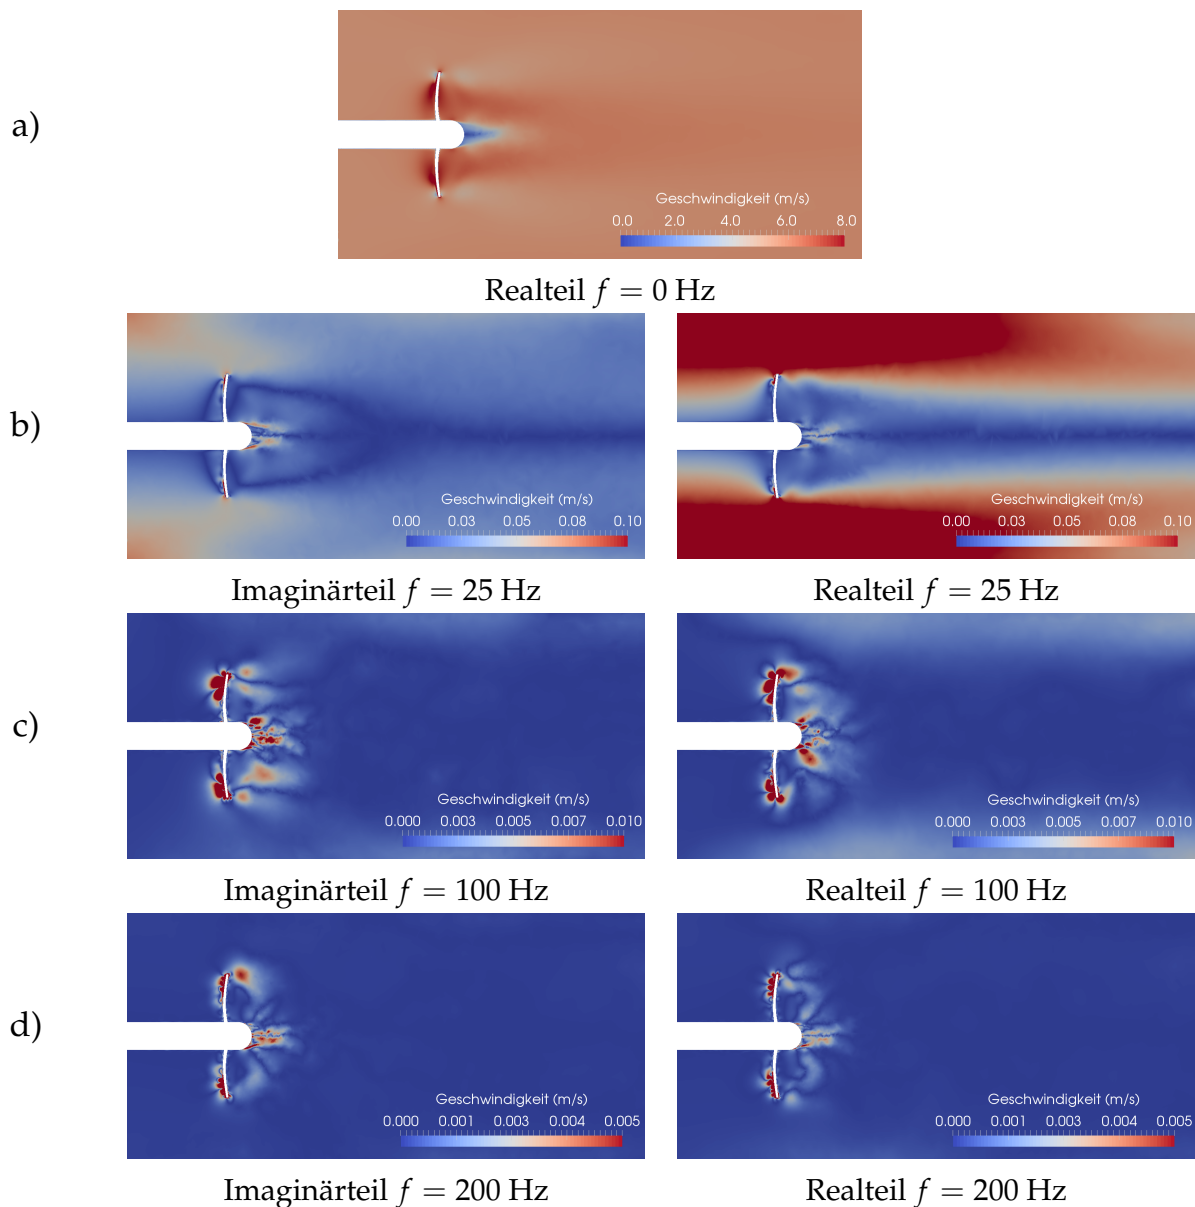 a)
Geschwindigkeit (m/s)
0.0 2.0 4.0 6.0 8.0
Realteil f = 0 Hz
b)
Geschwindigkeit (m/s)
0.00 0.03 0.05 0.08 0.10
Geschwindigkeit (m/s)
0.00 0.03 0.05 0.08 0.10
Imaginärteil f = 25 Hz
Realteil f = 25 Hz
c)
Geschwindigkeit (m/s)
0.000 0.003 0.005 0.007 0.010
Geschwindigkeit (m/s)
0.000 0.003 0.005 0.007 0.010
Imaginärteil f = 100 Hz
Realteil f = 100 Hz
d)
Geschwindigkeit (m/s)
0.000 0.001 0.003 0.004 0.005
Geschwindigkeit (m/s)
0.000 0.001 0.003 0.004 0.005
Imaginärteil f = 200 Hz
Realteil f = 200 Hz